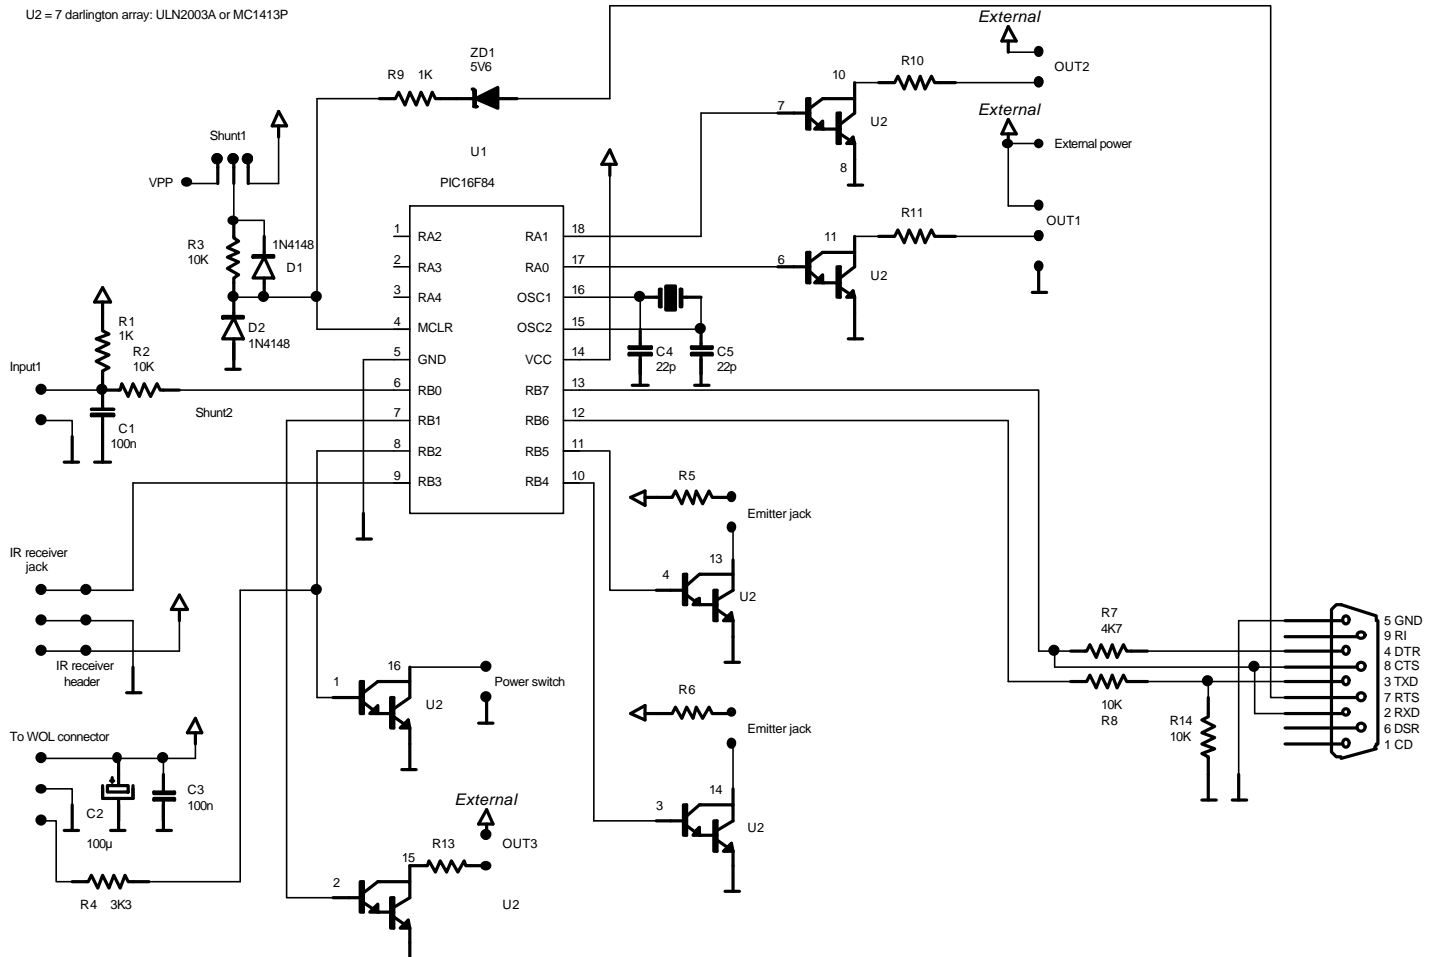 U2 = 7 darlington array: ULN2003A or MC1413P
External
OUT2
R10
10
7
U2
8
External
External power
OUT1
R11
11
6
U2
ZD1
5V6
R9 1K
Shunt1
VPP
R3
10K
1N4148
D1
D2
1N4148
U1
PIC16F84
1 RA2
2 RA3
3 RA4
4 MCLR
5 GND
6 RB0
7 RB1
8 RB2
9 RB3
RA1 18
RA0 17
OSC1 16
OSC2 15
VCC 14
RB7 13
RB6 12
RB5 11
RB4 10
C4
22p
C5
22p
R1
1K
R2
10K
Input1
Shunt2
C1
100n
R5
Emitter jack
13
4
U2
IR receiver
jack
IR receiver
header
16
1
U2
Power switch
R6
Emitter jack
14
3
U2
To WOL connector
C2
100µ
C3
100n
R4 3K3
External
OUT3
R13
15
2
U2
R7
4K7
10K
R8
R14
10K
5 GND
9 RI
4 DTR
8 CTS
3 TXD
7 RTS
2 RXD
6 DSR
1 CD